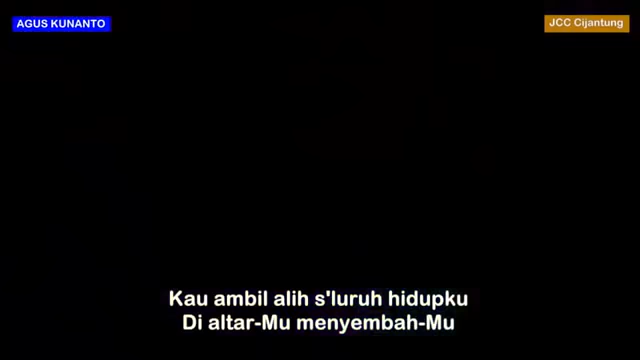 AGUS KUNANTO
JCC Cijantung
Kau ambil alih s'luruh hidupku
Di altar-Mu menyembah-Mu